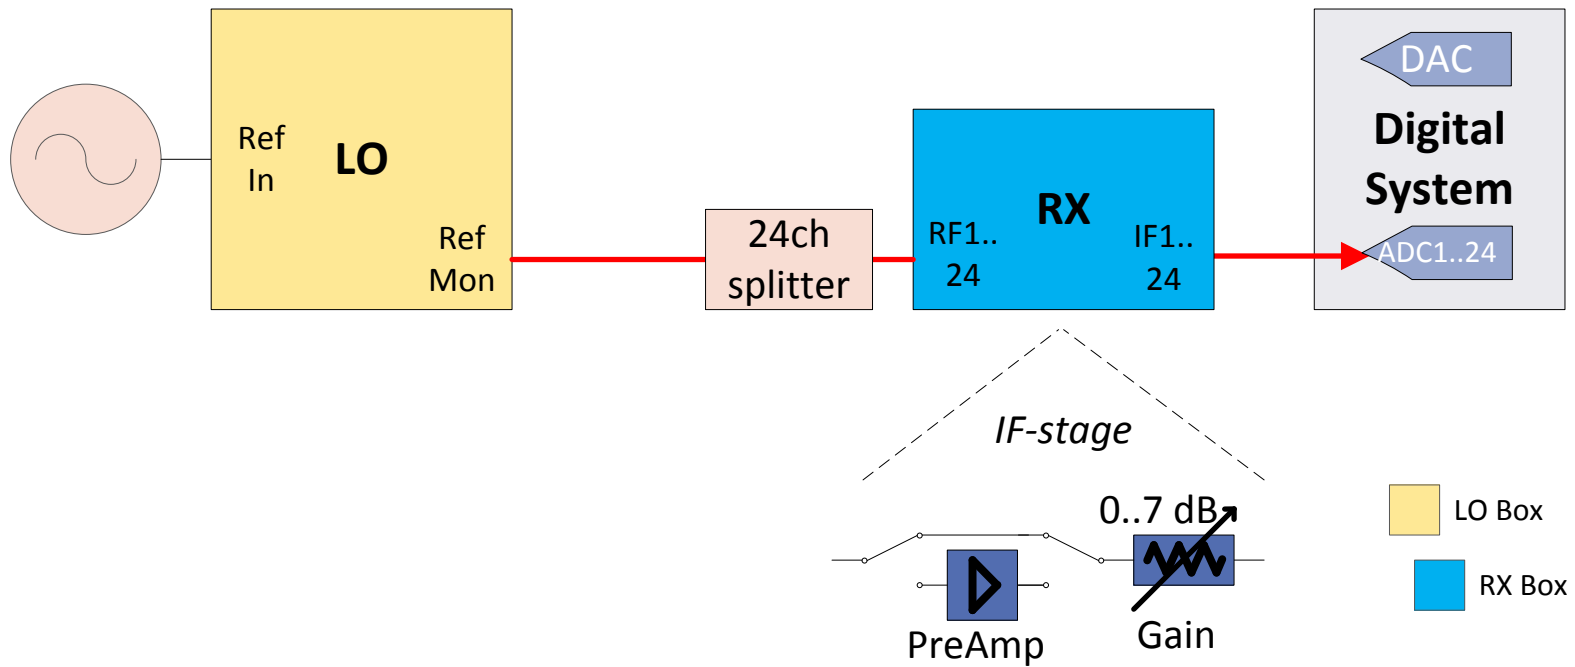 Ref
In
LO
Ref
Mon
24ch
splitter
RF1..
24
RX
IF1..
24
DAC
Digital
System
ADC1..24
IF-stage
0..7 dB
PreAmp
Gain
LO Box
RX Box